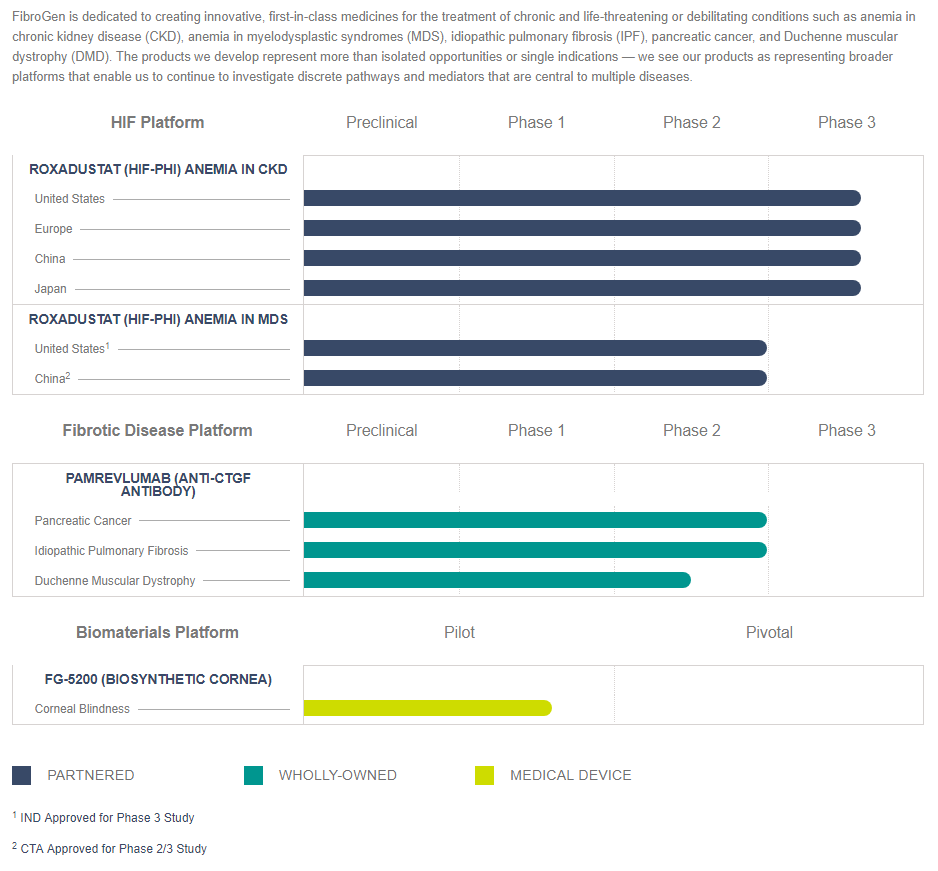 FibroGen is dedicated to creating innovative, first-in-class medicines for the treatment of chronic and life-threatening or debilitating conditions such as anemia in
chronic kidney disease (CKD), anemia in myelodysplastic syndromes (MDS), idiopathic pulmonary fibrosis (IPF), pancreatic cancer, and Duchenne muscular
dystrophy (DMD). The products we develop represent more than isolated opportunities or single indications — we see our products as representing broader
platforms that enable us to continue to investigate discrete pathways and mediators that are central to multiple diseases.
HIF Platform Preclinical Phase 1 Phase 2 Phase 3
ROXADUSTAT (HIF-PHI) ANEMIA IN CKD
United States
Europe
China
Japan
ROXADUSTAT (HIF-PHI) ANEMIA IN MDS
United States¹
China²
Fibrotic Disease Platform Preclinical Phase 1 Phase 2 Phase 3
PAMREVLUMAB (ANTI-CTGF
ANTIBODY)
Pancreatic Cancer
Idiopathic Pulmonary Fibrosis
Duchenne Muscular Dystrophy
Biomaterials Platform Pilot Pivotal
FG-5200 (BIOSYNTHETIC CORNEA)
Corneal Blindness
PARTNERED WHOLLY-OWNED MEDICAL DEVICE
¹ IND Approved for Phase 3 Study
² CTA Approved for Phase 2/3 Study